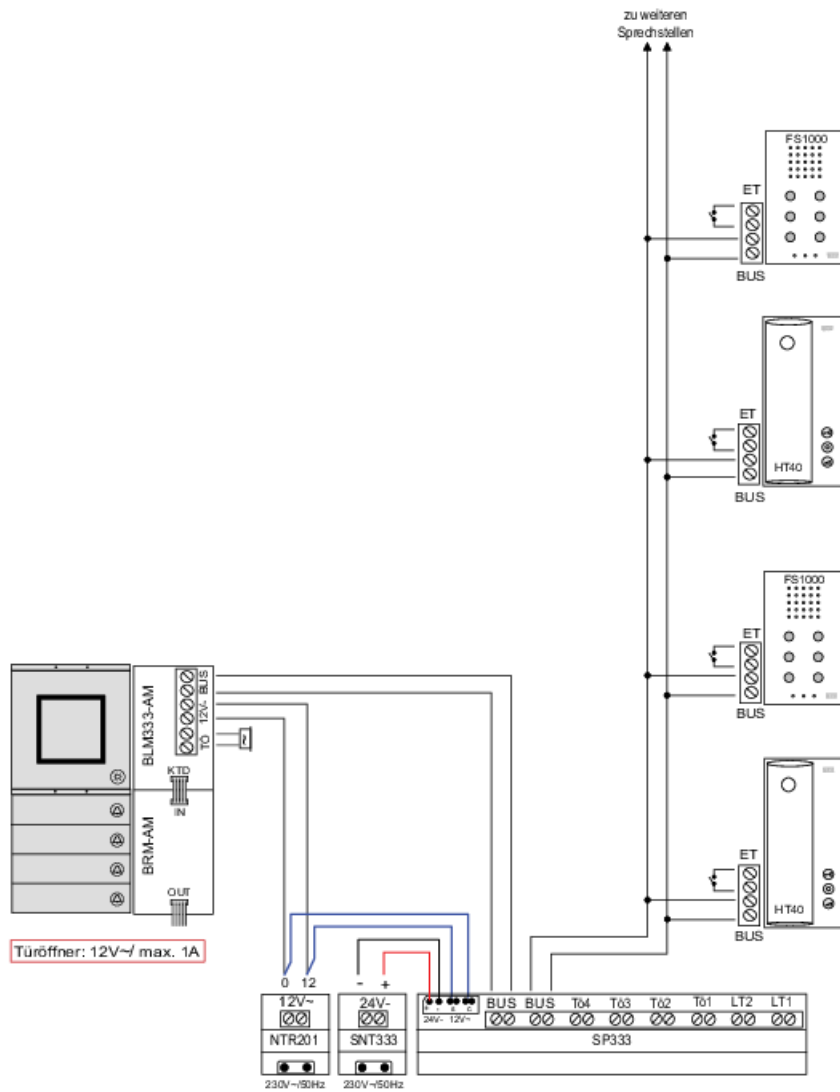 zu weiteren
Sprechstellen
FS1000
ET
BUS
ET
HT40
BUS
FS1000
ET
BUS
ET
HT40
BUS
BLM333-AM
BUS
12V~
TÖ
KTD
IN
BRM-AM
OUT
Türöffner: 12V~/ max. 1A
0 12
12V~
NTR201
230V~/50Hz
- +
24V-
SNT333
230V~/50Hz
24V- 12V~
BUS BUS Tö4 Tö3 Tö2 Tö1 LT2 LT1
SP333